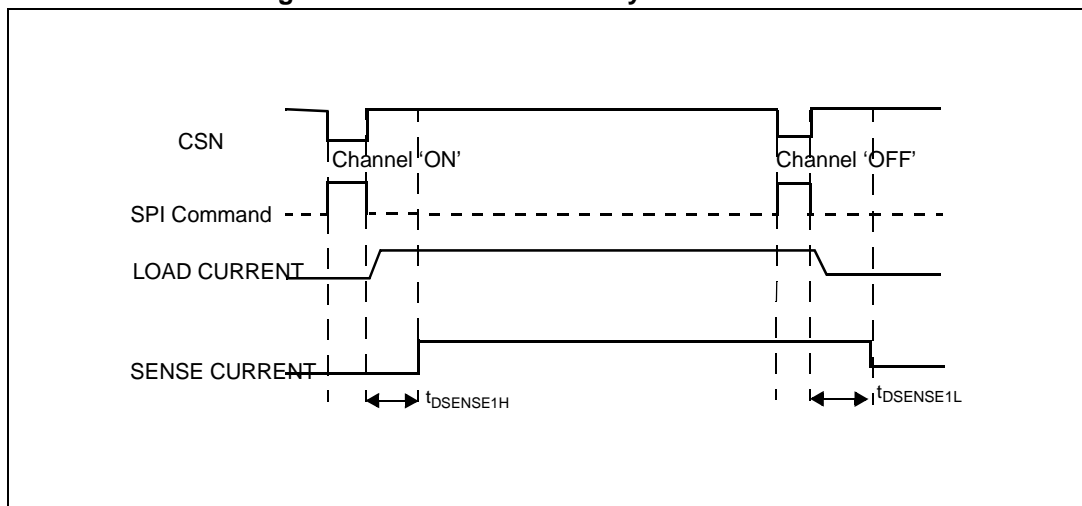 CSN
Channel 'ON'
Channel 'OFF'
SPI Command
LOAD CURRENT
SENSE CURRENT
tDSENSE1H
tDSENSE1L